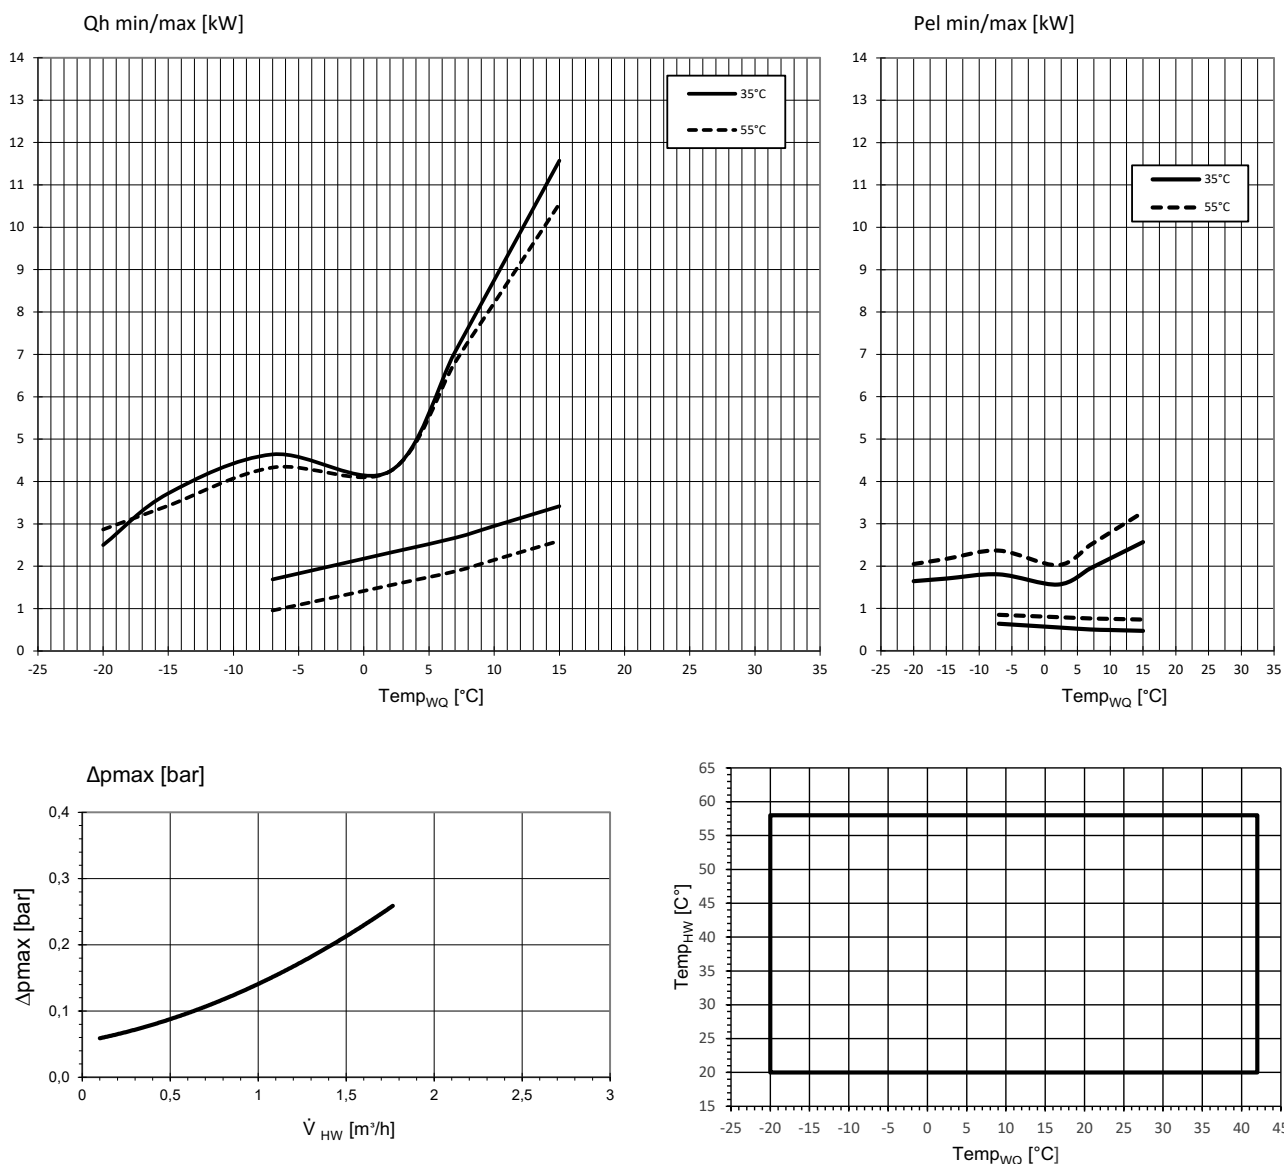 Qh min/max [kW]
14
13
12
11
10
9
8
7
6
5
4
3
2
1
0
-25 -20 -15 -10 -5 0 5 10 15 20 25 30 35
Temp_WQ [°C]
35°C
55°C
Pel min/max [kW]
14
13
12
11
10
9
8
7
6
5
4
3
2
1
0
-25 -20 -15 -10 -5 0 5 10 15 20 25 30 35
Temp_WQ [°C]
35°C
55°C
Δpmax [bar]
Δpmax [bar]
0,4
0,3
0,2
0,1
0,0
0 0,5 1 1,5 2 2,5 3
V̇ HW [m³/h]
Temp_HW [C°]
65
60
55
50
45
40
35
30
25
20
15
-25 -20 -15 -10 -5 0 5 10 15 20 25 30 35 40 45
Temp_WQ [°C]